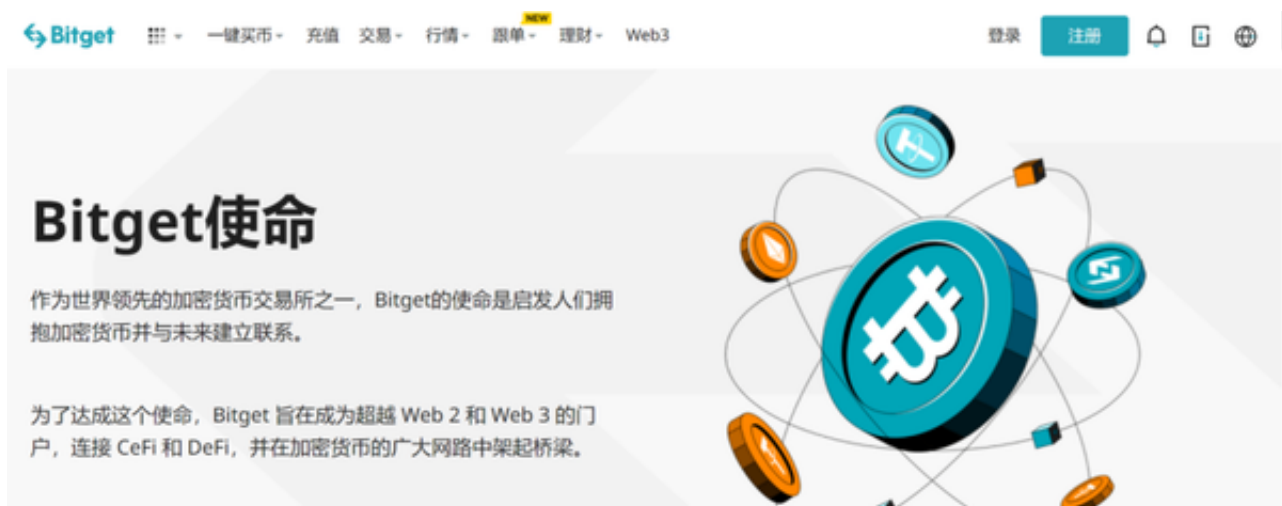 Bitget 一键买币 充值 交易 行情 跟单 NEW 理财 Web3 登录 注册
Bitget使命
作为世界领先的加密货币交易所之一，Bitget的使命是启发人们拥
抱加密货币并与未来建立联系。
为了达成这个使命，Bitget 旨在成为超越 Web 2 和 Web 3 的门
户，连接 CeFi 和 DeFi，并在加密货币的广大网路中架起桥梁。